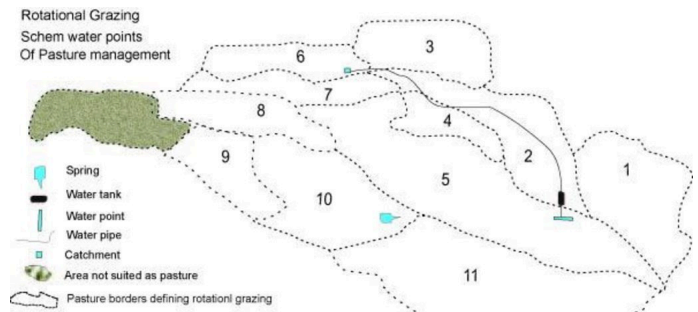 Rotational Grazing
Schem water points
Of Pasture management
3
6
7
8
4
2
1
9
5
10
11
Spring
Water tank
Water point
Water pipe
Catchment
Area not suited as pasture
Pasture borders defining rotationl grazing